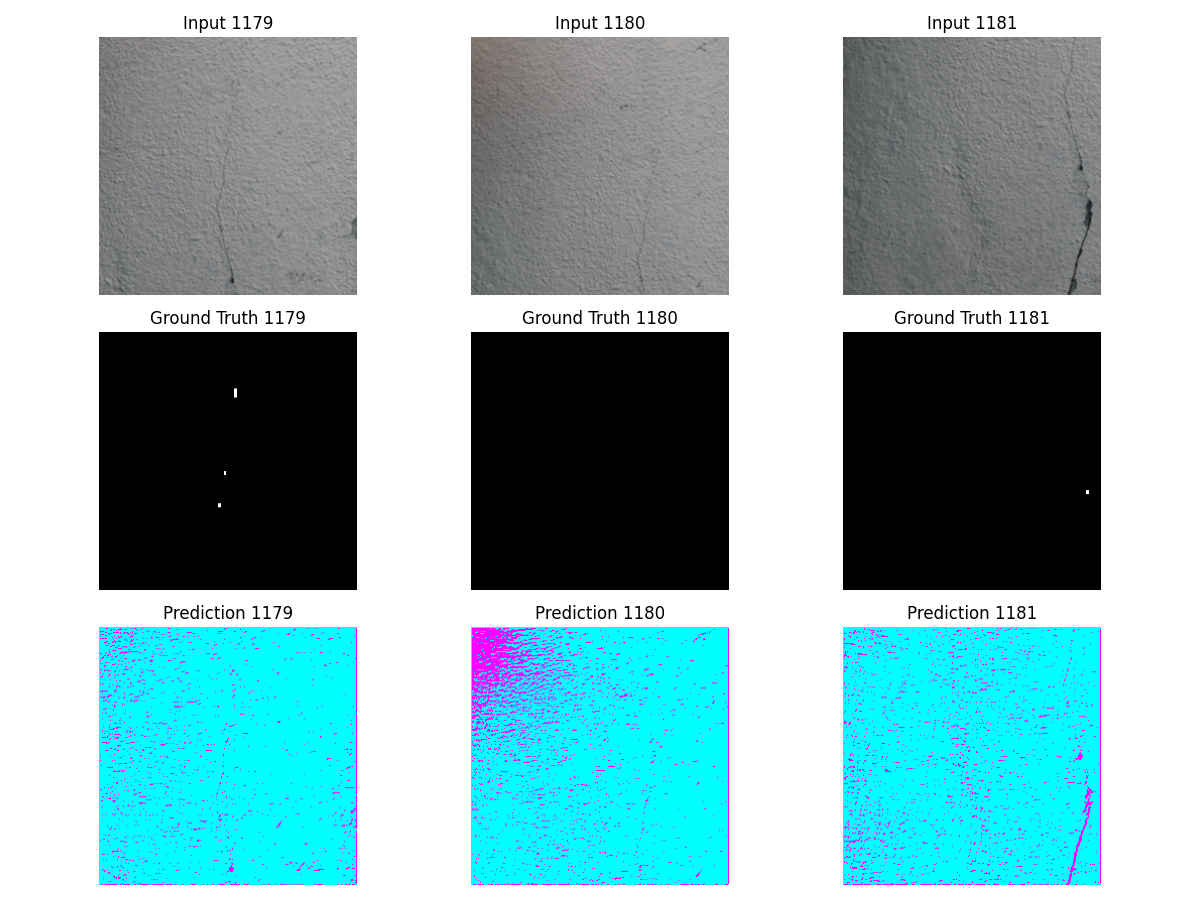 Input 1179
Input 1180
Input 1181
Ground Truth 1179
Ground Truth 1180
Ground Truth 1181
Prediction 1179
Prediction 1180
Prediction 1181